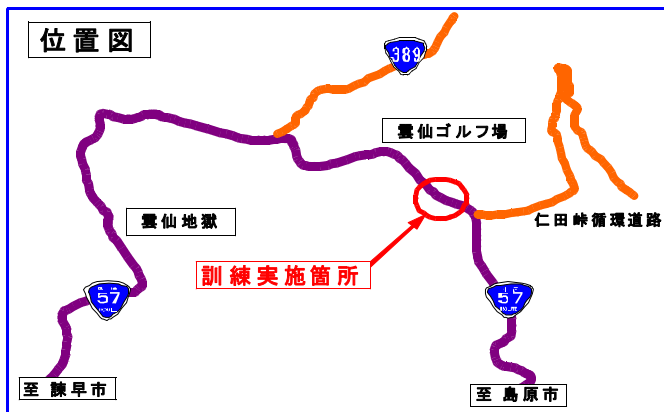 位置図
389
雲仙ゴルフ場
雲仙地獄
仁田峠循環道路
訓練実施箇所
57
57
至 諫早市
至 島原市